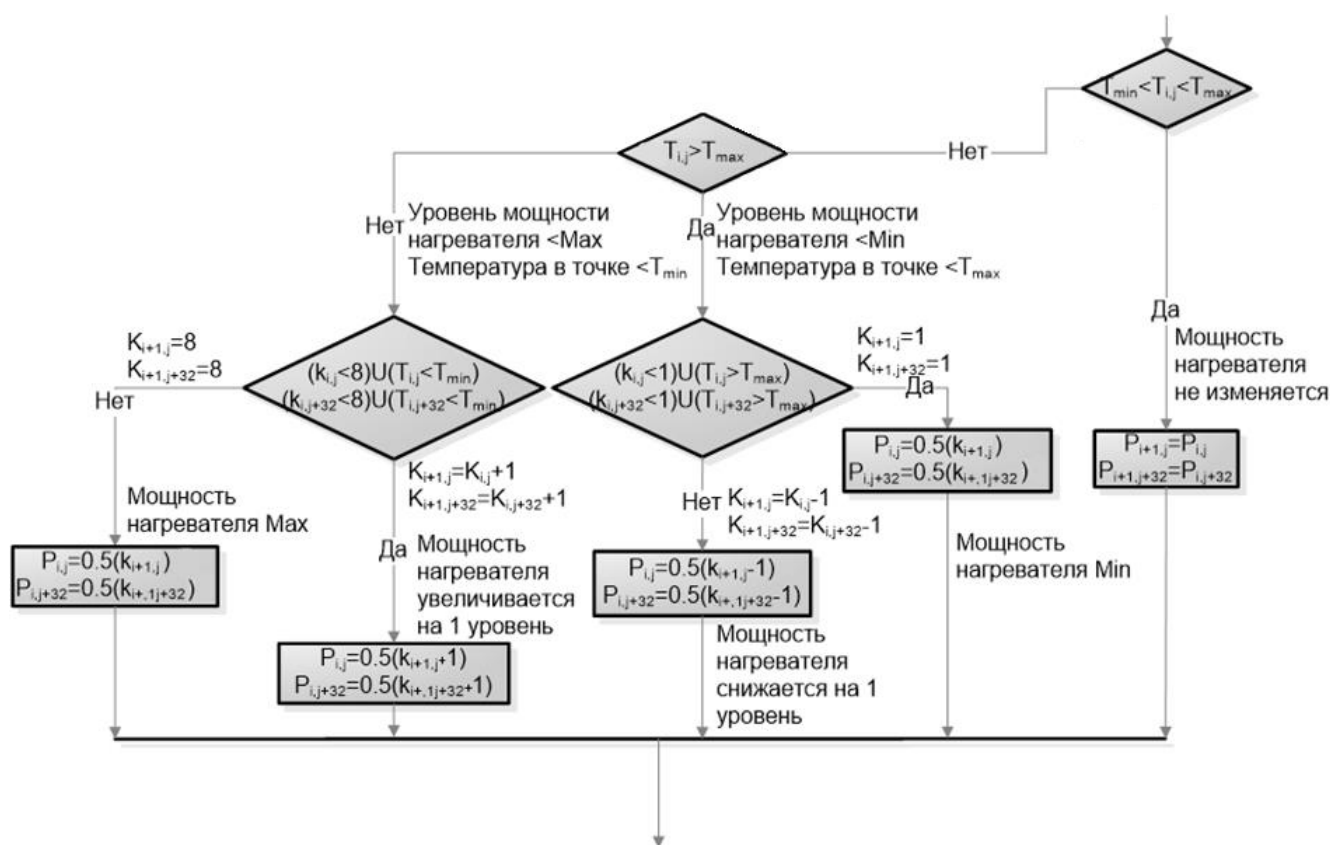 Tmin<Ti,j<Tmax
Ti,j>Tmax
Нет
Нет
Уровень мощности
нагревателя <Max
Температура в точке <Tmin
Да
Уровень мощности
нагревателя <Min
Температура в точке <Tmax
Да
Мощность
нагревателя
не изменяется
Ki+1,j=8
Ki+1,j+32=8
Нет
(ki,j<8)U(Ti,j<Tmin)
(ki,j+32<8)U(Ti,j+32<Tmin)
(ki,j<1)U(Ti,j>Tmax)
(ki,j+32<1)U(Ti,j+32>Tmax)
Ki+1,j=1
Ki+1,j+32=1
Да
Pi,j=0.5(ki+1,j)
Pi,j+32=0.5(ki+,1j+32)
Pi+1,j=Pi,j
Pi+1,j+32=Pi,j+32
Ki+1,j=Ki,j+1
Ki+1,j+32=Ki,j+32+1
Нет
Ki+1,j=Ki,j-1
Ki+1,j+32=Ki,j+32-1
Мощность
нагревателя Max
Pi,j=0.5(ki+1,j)
Pi,j+32=0.5(ki+,1j+32)
Да
Мощность
нагревателя
увеличивается
на 1 уровень
Pi,j=0.5(ki+1,j-1)
Pi,j+32=0.5(ki+,1j+32-1)
Мощность
нагревателя Min
Pi,j=0.5(ki+1,j+1)
Pi,j+32=0.5(ki+,1j+32+1)
Мощность
нагревателя
снижается на 1
уровень